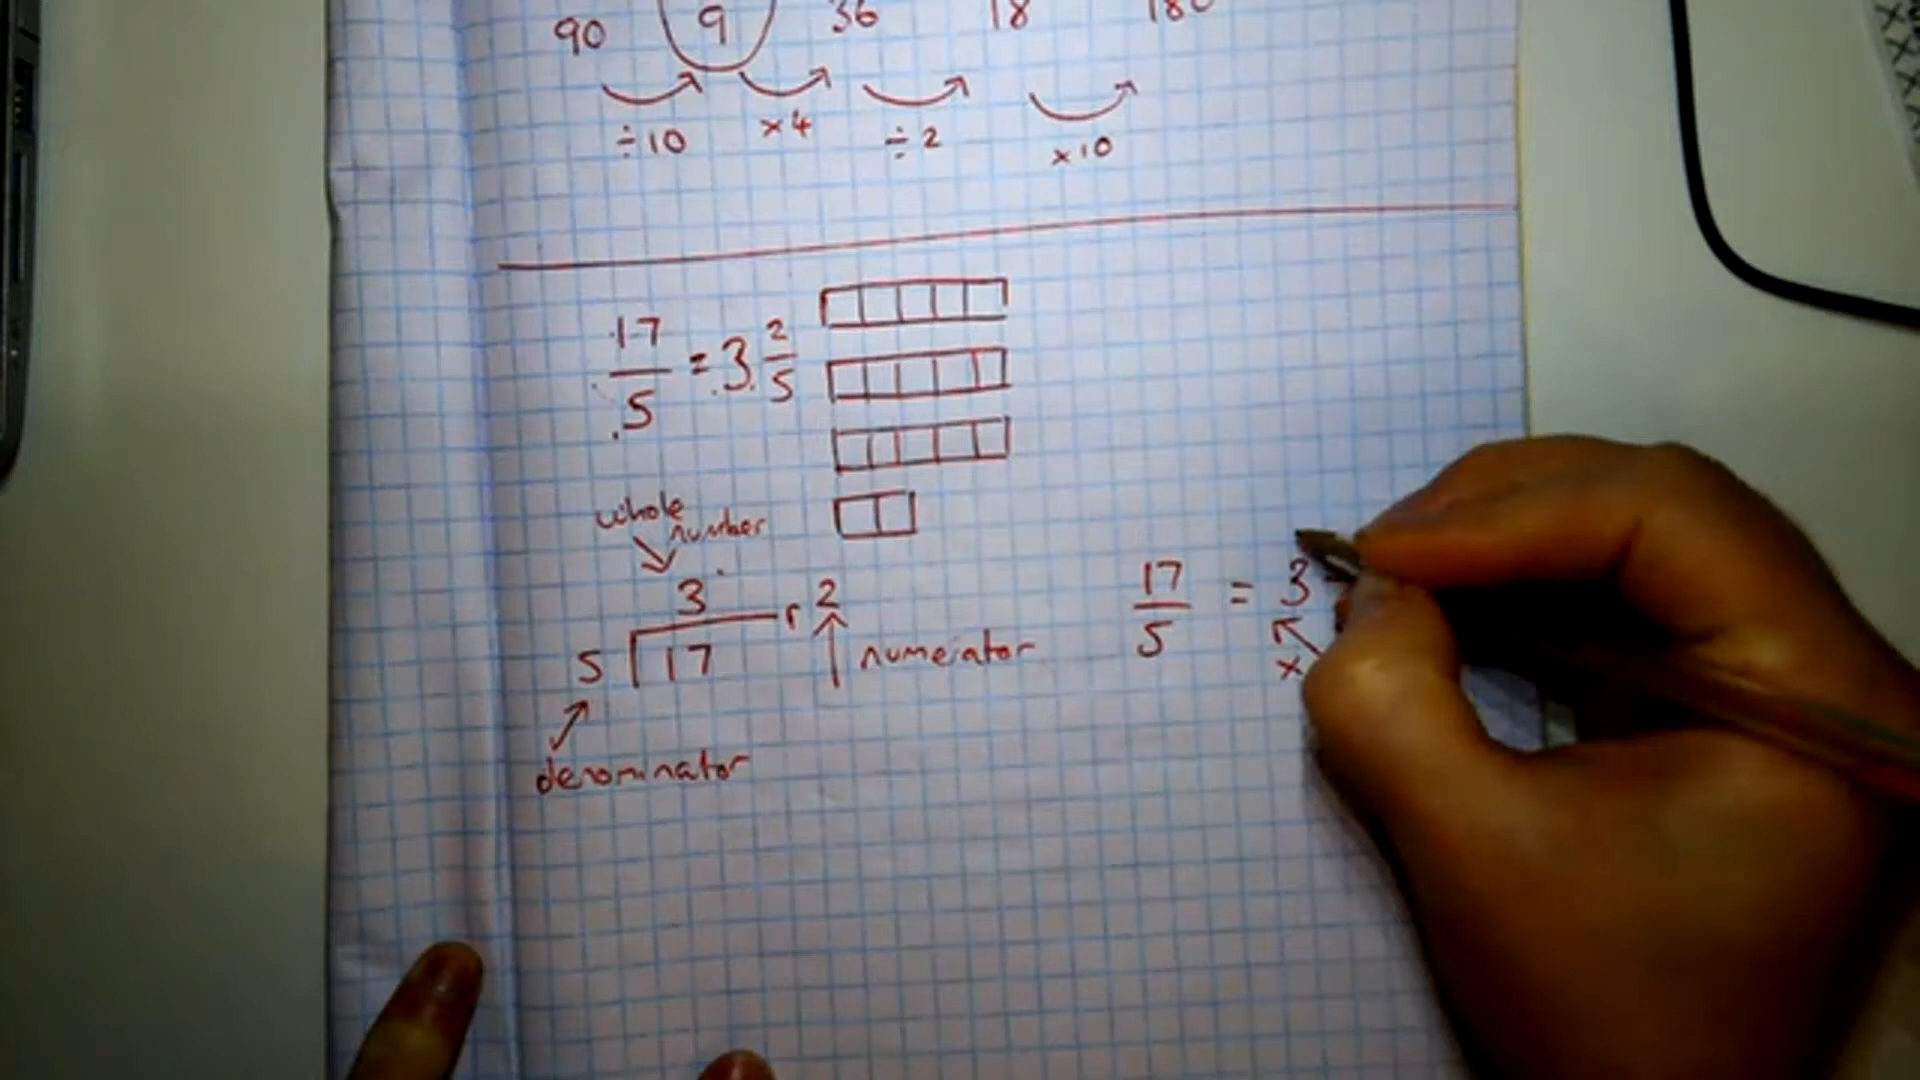 90 9 36 18 180
÷10 ×4 ÷2 ×10
17/5 = 3 2/5
whole
number
3 r 2
5 17
numerator
denominator
17/5 = 3
×